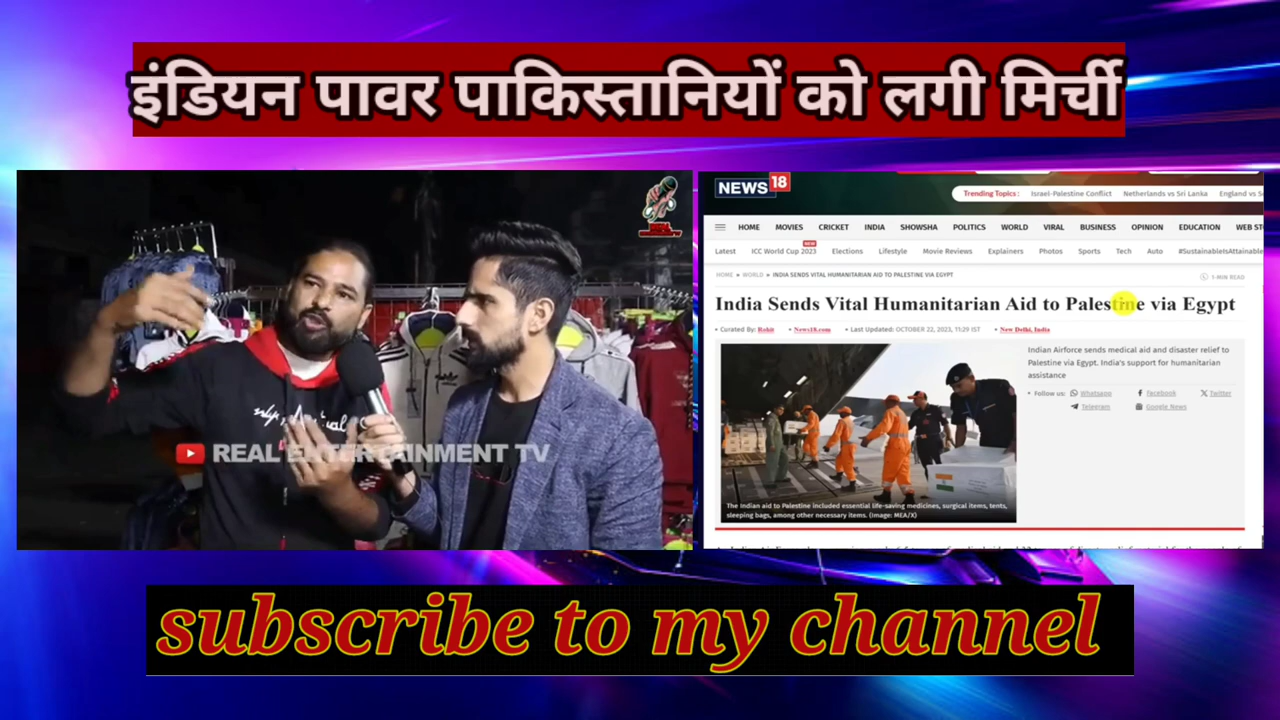 इंडियन पावर पाकिस्तानियों को लगी मिर्ची
REAL ENTERTAINMENT TV
NEWS 18
Trending Topics : Israel-Palestine Conflict Netherlands vs Sri Lanka England vs
HOME MOVIES CRICKET INDIA SHOWSHA POLITICS WORLD VIRAL BUSINESS OPINION EDUCATION WEB
NEW
Latest ICC World Cup 2023 Elections Lifestyle Movie Reviews Explainers Photos Sports Tech Auto
HOME » WORLD » INDIA SENDS VITAL HUMANITARIAN AID TO PALESTINE VIA EGYPT
1-MIN READ
India Sends Vital Humanitarian Aid to Palestine via Egypt
• Curated By: Rohit • News18.com • Last Updated: OCTOBER 22, 2023, 11:29 IST • New Delhi, India
Indian Airforce sends medical aid and disaster relief to
Palestine via Egypt. India's support for humanitarian
assistance
• Follow us: Whatsapp Facebook Twitter
Telegram Google News
The Indian aid to Palestine included essential life-saving medicines, surgical items, tents,
sleeping bags, among other necessary items. (Image: MEA/X)
subscribe to my channel